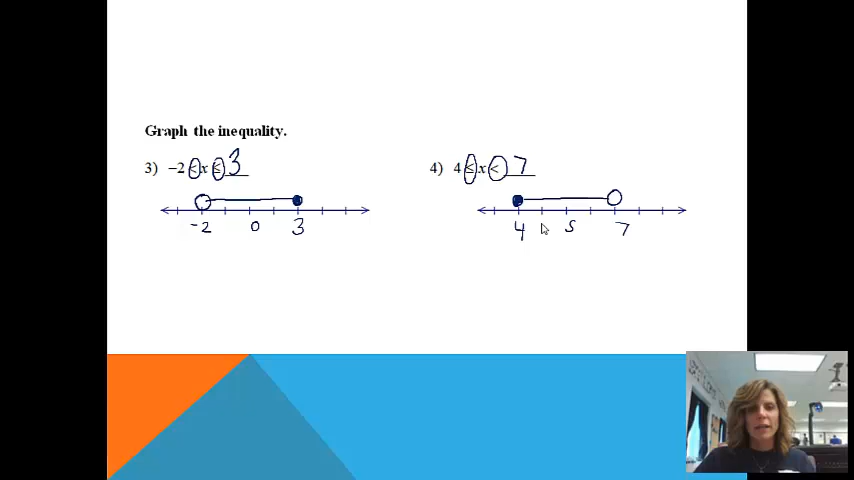 Graph the inequality.
3) −2 < x ≤ 3
4) 4 ≤ x < 7
-2 0 3
4 5 7